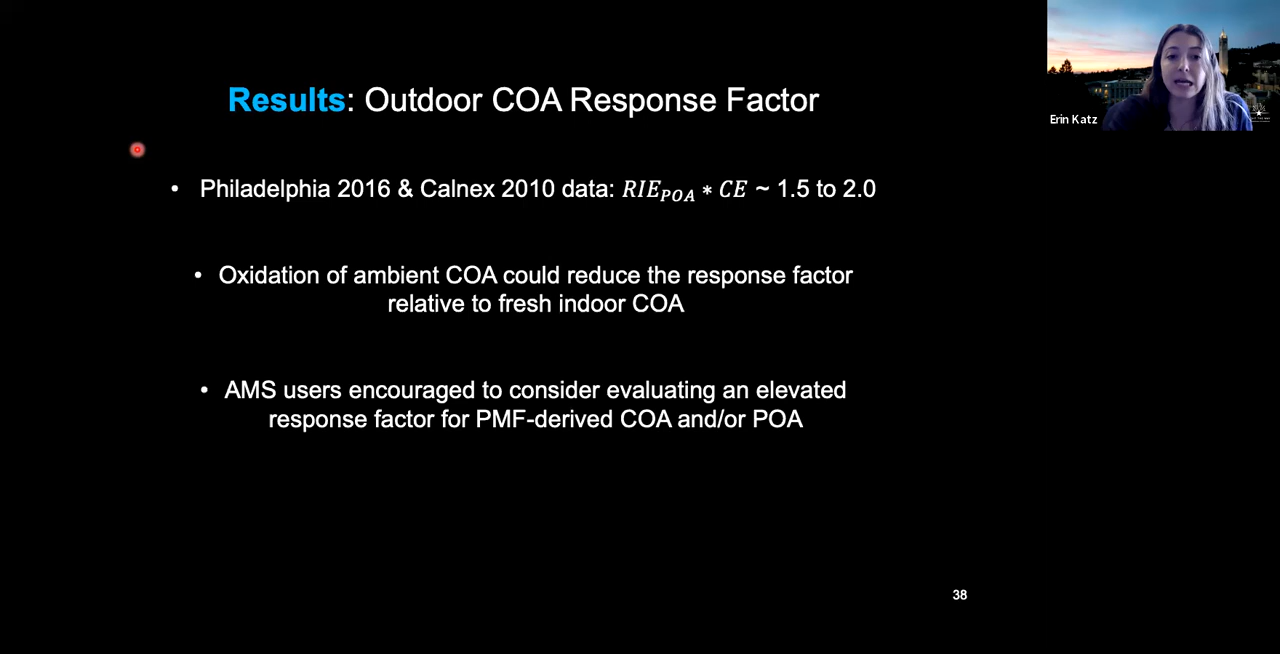 Results: Outdoor COA Response Factor
Erin Katz
• Philadelphia 2016 & Calnex 2010 data: RIE_POA * CE ~ 1.5 to 2.0
• Oxidation of ambient COA could reduce the response factor
relative to fresh indoor COA
• AMS users encouraged to consider evaluating an elevated
response factor for PMF-derived COA and/or POA
38